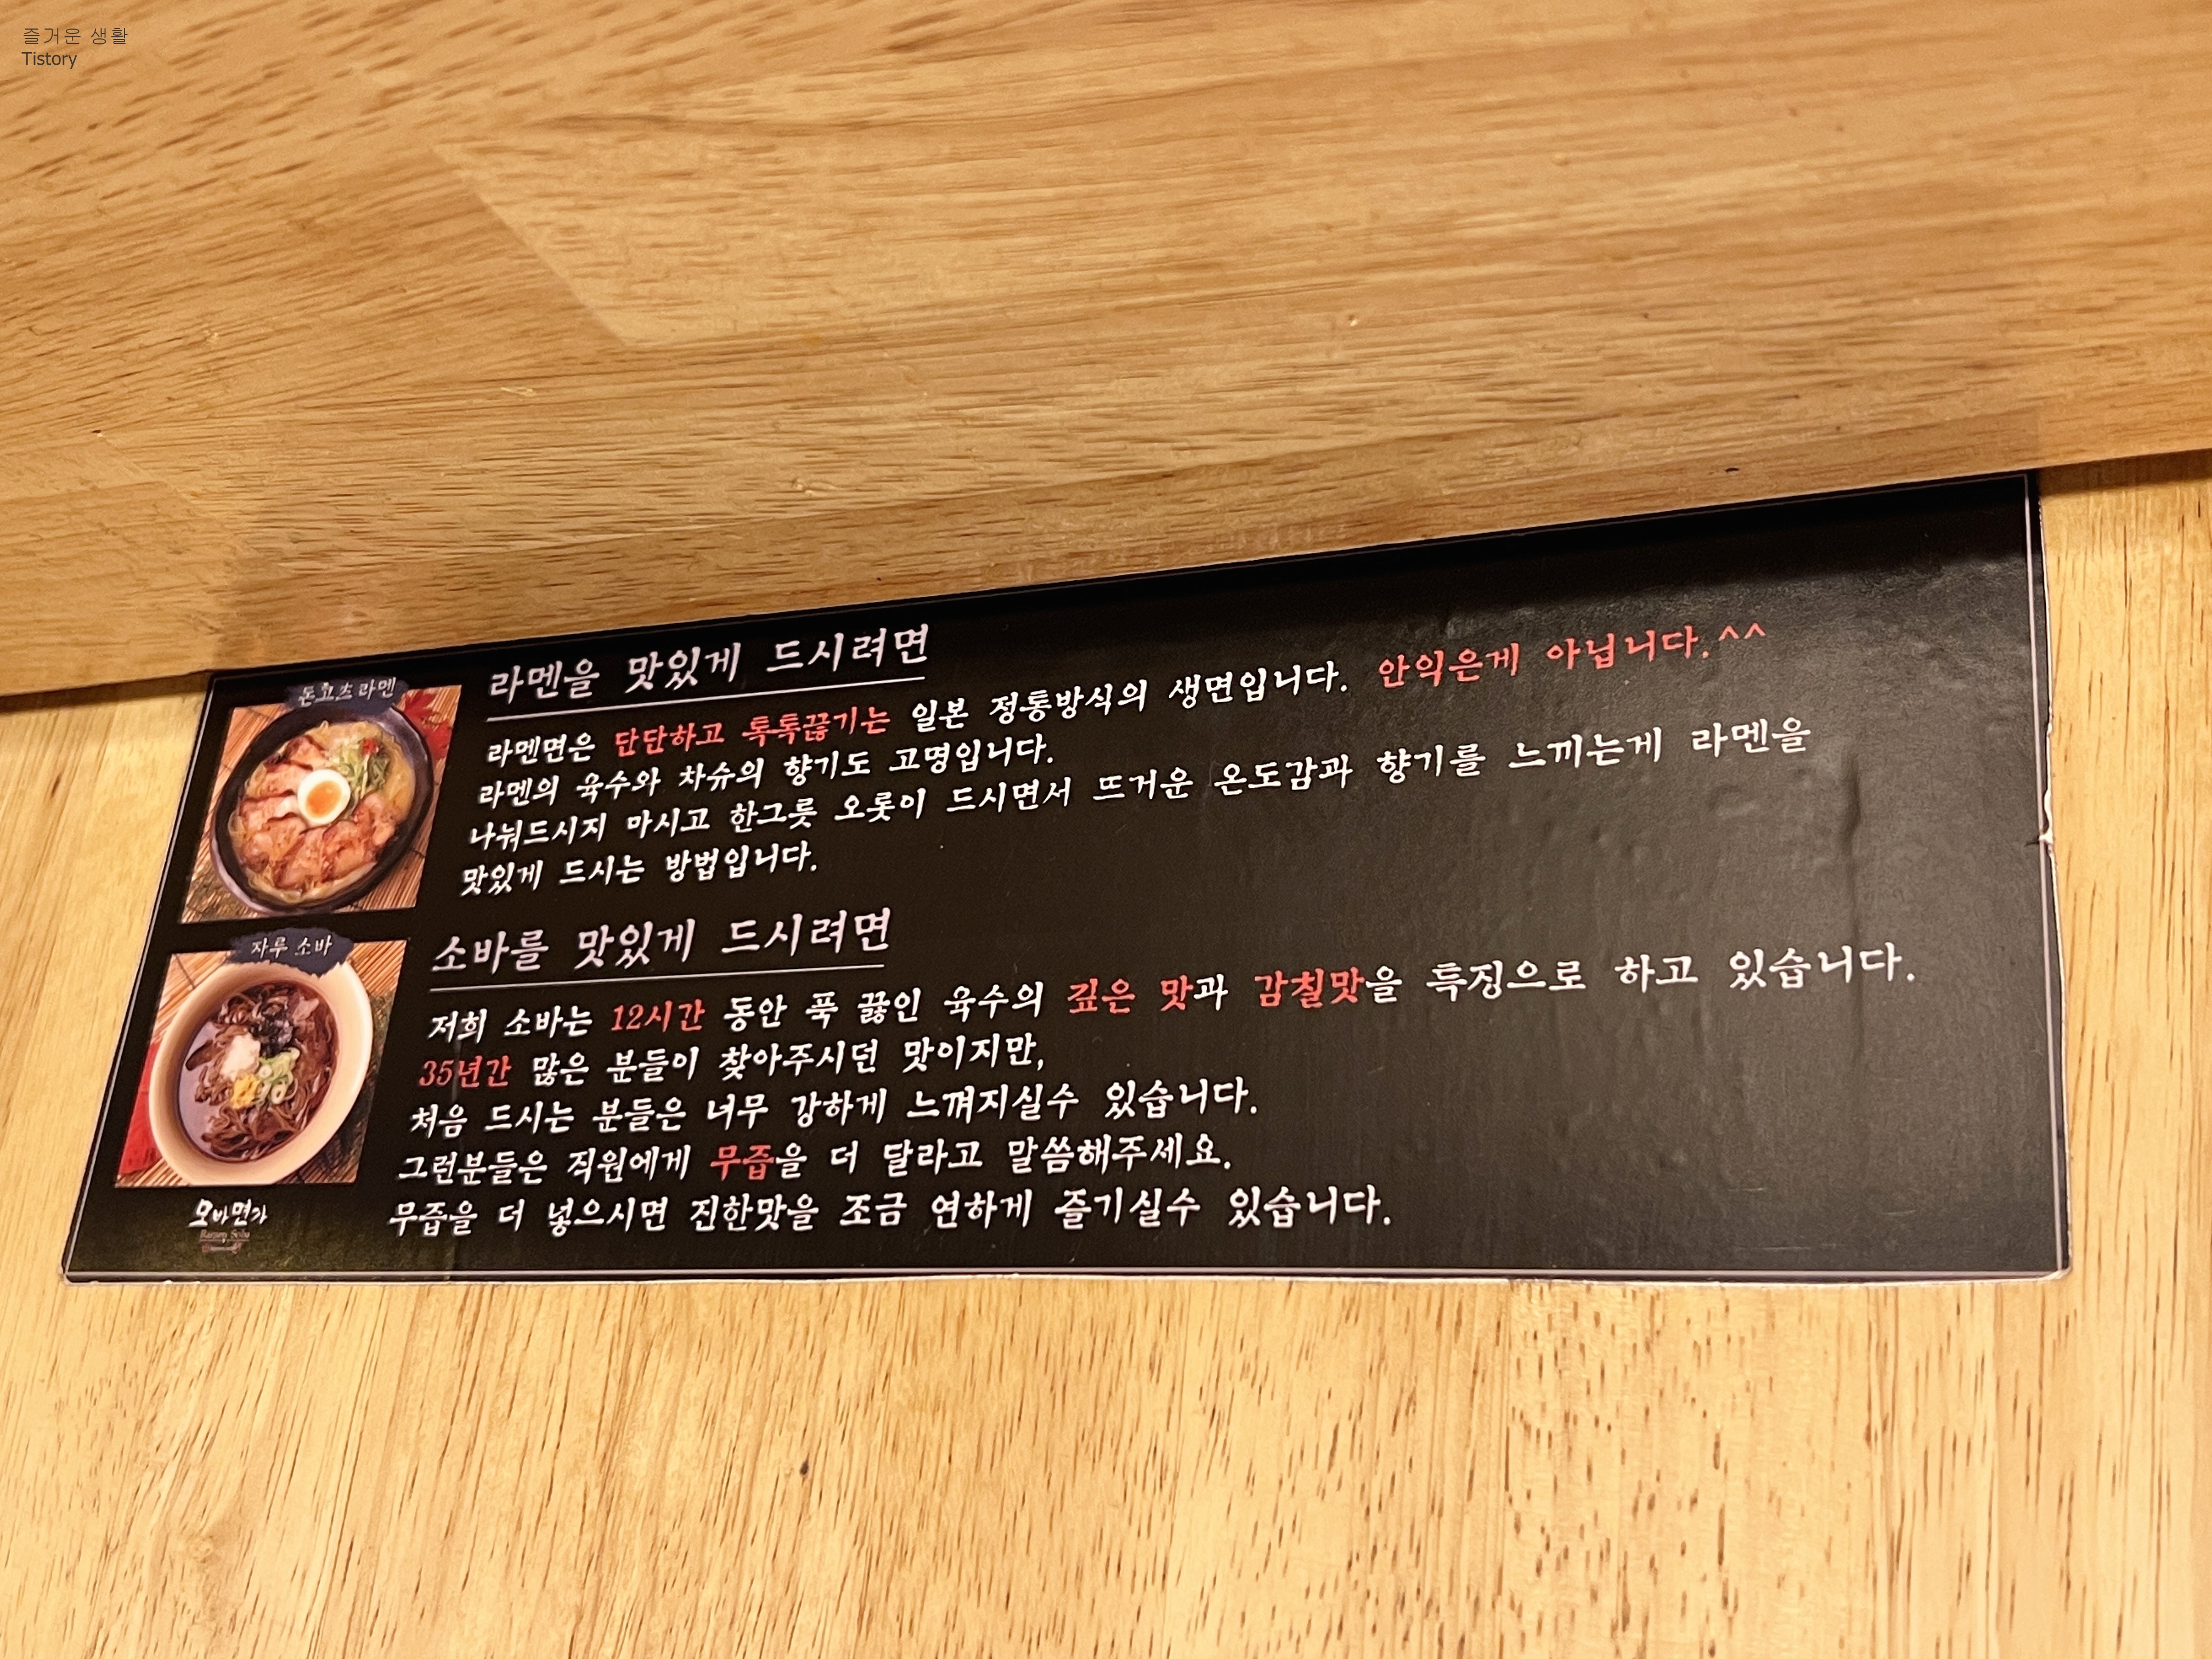 즐거운 생활
Tistory
돈코츠라멘
라멘을 맛있게 드시려면
라멘면은 단단하고 톡톡끊기는 일본 정통방식의 생면입니다. 안익은게 아닙니다.^^
라멘의 육수와 차슈의 향기도 고명입니다.
나눠드시지 마시고 한그릇 오롯이 드시면서 뜨거운 온도감과 향기를 느끼는게 라멘을
맛있게 드시는 방법입니다.
자루 소바
소바를 맛있게 드시려면
저희 소바는 12시간 동안 푹 끓인 육수의 깊은 맛과 감칠맛을 특징으로 하고 있습니다.
35년간 많은 분들이 찾아주시던 맛이지만,
처음 드시는 분들은 너무 강하게 느껴지실수 있습니다.
그런분들은 직원에게 무즙을 더 달라고 말씀해주세요.
무즙을 더 넣으시면 진한맛을 조금 연하게 즐기실수 있습니다.
오바면가
Ramen Soba